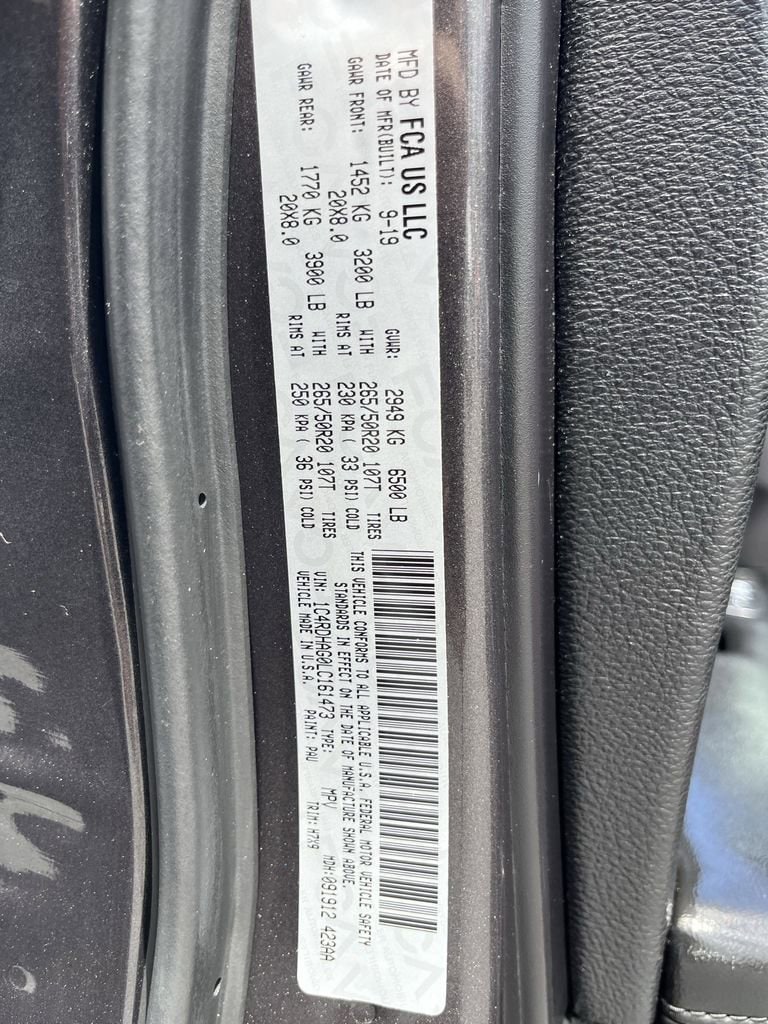 MFD BY FCA US LLC
DATE OF MFR(BUILT): 9-19 GVWR: 2949 KG 6500 LB
GAWR FRONT: 1452 KG 3200 LB WITH 265/50R20 107T TIRES
20X8.0 RIMS AT 230 KPA ( 33 PSI) COLD
GAWR REAR: 1770 KG 3900 LB WITH 265/50R20 107T TIRES
20X8.0 RIMS AT 250 KPA ( 36 PSI) COLD
THIS VEHICLE CONFORMS TO ALL APPLICABLE U.S.A. FEDERAL MOTOR VEHICLE SAFETY
STANDARDS IN EFFECT ON THE DATE OF MANUFACTURE SHOWN ABOVE.
VIN: 1C4RDHAG0LC161473 TYPE: MPV MDH:091912 423AA
VEHICLE MADE IN U.S.A. PAINT: PAU TRIM: H7X9